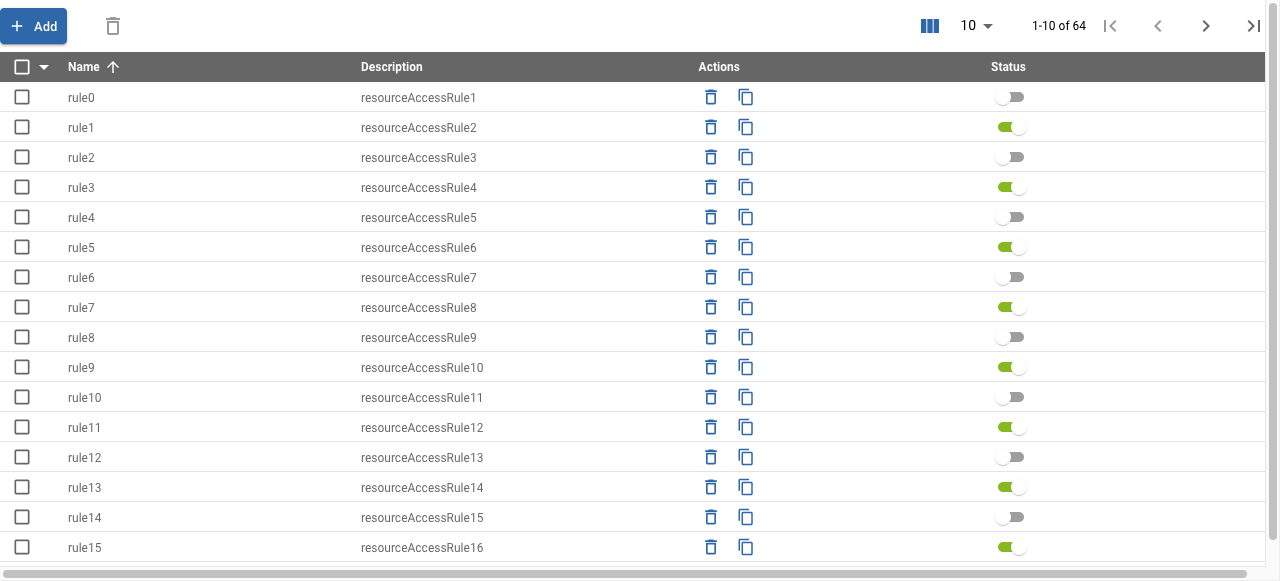 Add 10 1-10 of 64
Name Description Actions Status
rule0 resourceAccessRule1
rule1 resourceAccessRule2
rule2 resourceAccessRule3
rule3 resourceAccessRule4
rule4 resourceAccessRule5
rule5 resourceAccessRule6
rule6 resourceAccessRule7
rule7 resourceAccessRule8
rule8 resourceAccessRule9
rule9 resourceAccessRule10
rule10 resourceAccessRule11
rule11 resourceAccessRule12
rule12 resourceAccessRule13
rule13 resourceAccessRule14
rule14 resourceAccessRule15
rule15 resourceAccessRule16